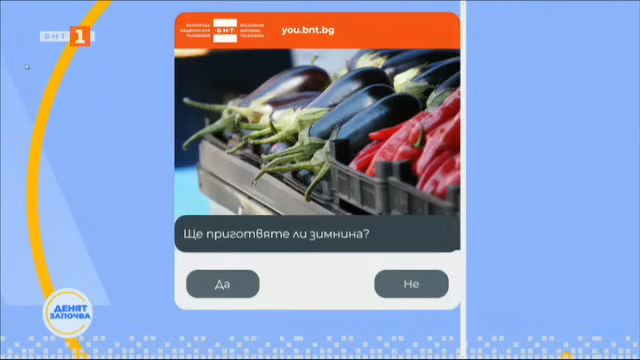 БНТ 1
БЪЛГАРСКА
НАЦИОНАЛНА
ТЕЛЕВИЗИЯ
БНТ
BULGARIAN
NATIONAL
TELEVISION
you.bnt.bg
Ще приготвяте ли зимнина?
Да
Не
ДЕНЯТ
ЗАПОЧВА